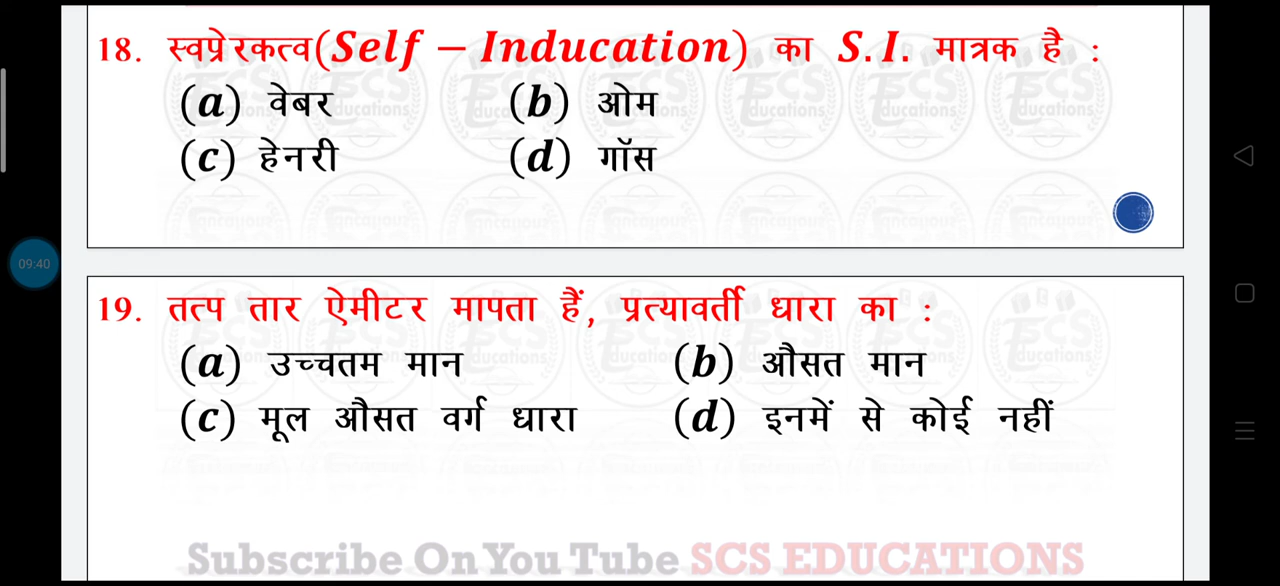 18. स्वप्रेरकत्व(Self − Inducation) का S.I. मात्रक है :
(a) वेबर (b) ओम
(c) हेनरी (d) गॉस
09:40
19. तत्प तार ऐमीटर मापता हैं, प्रत्यावर्ती धारा का :
(a) उच्चतम मान (b) औसत मान
(c) मूल औसत वर्ग धारा (d) इनमें से कोई नहीं
Subscribe On You Tube SCS EDUCATIONS